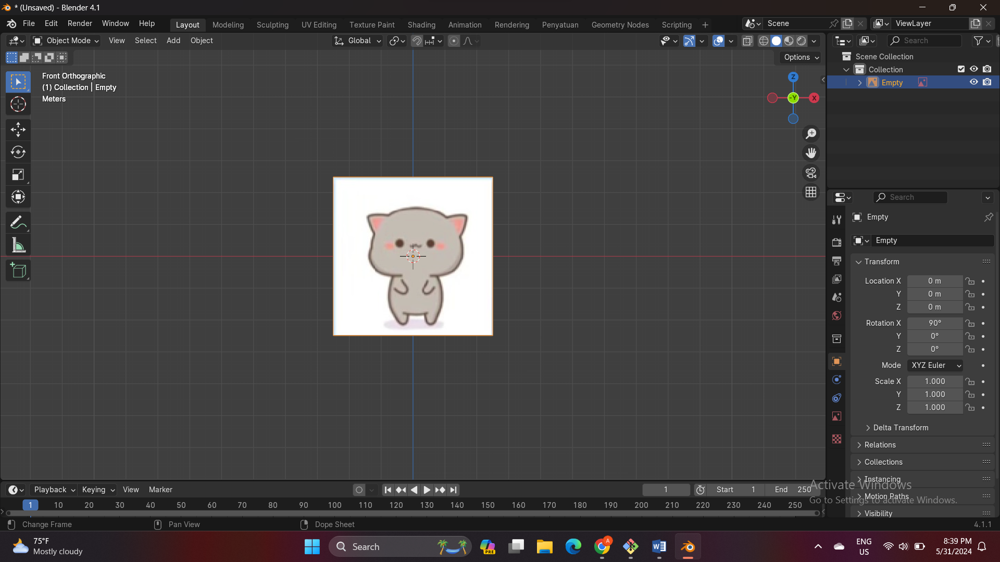 * (Unsaved) - Blender 4.1
File Edit Render Window Help
Layout Modeling Sculpting UV Editing Texture Paint Shading Animation Rendering Penyatuan Geometry Nodes Scripting
Scene
ViewLayer
Object Mode View Select Add Object
Global
Search
Options
Front Orthographic
(1) Collection | Empty
Meters
Z
-Y
X
Scene Collection
Collection
Empty
Search
Empty
Empty
Transform
Location X 0 m
Y 0 m
Z 0 m
Rotation X 90°
Y 0°
Z 0°
Mode XYZ Euler
Scale X 1.000
Y 1.000
Z 1.000
Delta Transform
Relations
Collections
Instancing
Motion Paths
Visibility
Activate Windows
Go to Settings to activate Windows.
Playback Keying View Marker
1
Start 1
End 250
1 10 20 30 40 50 60 70 80 90 100 110 120 130 140 150 160 170 180 190 200 210 220 230 240 250
Change Frame
Pan View
Dope Sheet
4.1.1
75°F
Mostly cloudy
Search
PRE
A
ENG
US
8:39 PM
5/31/2024